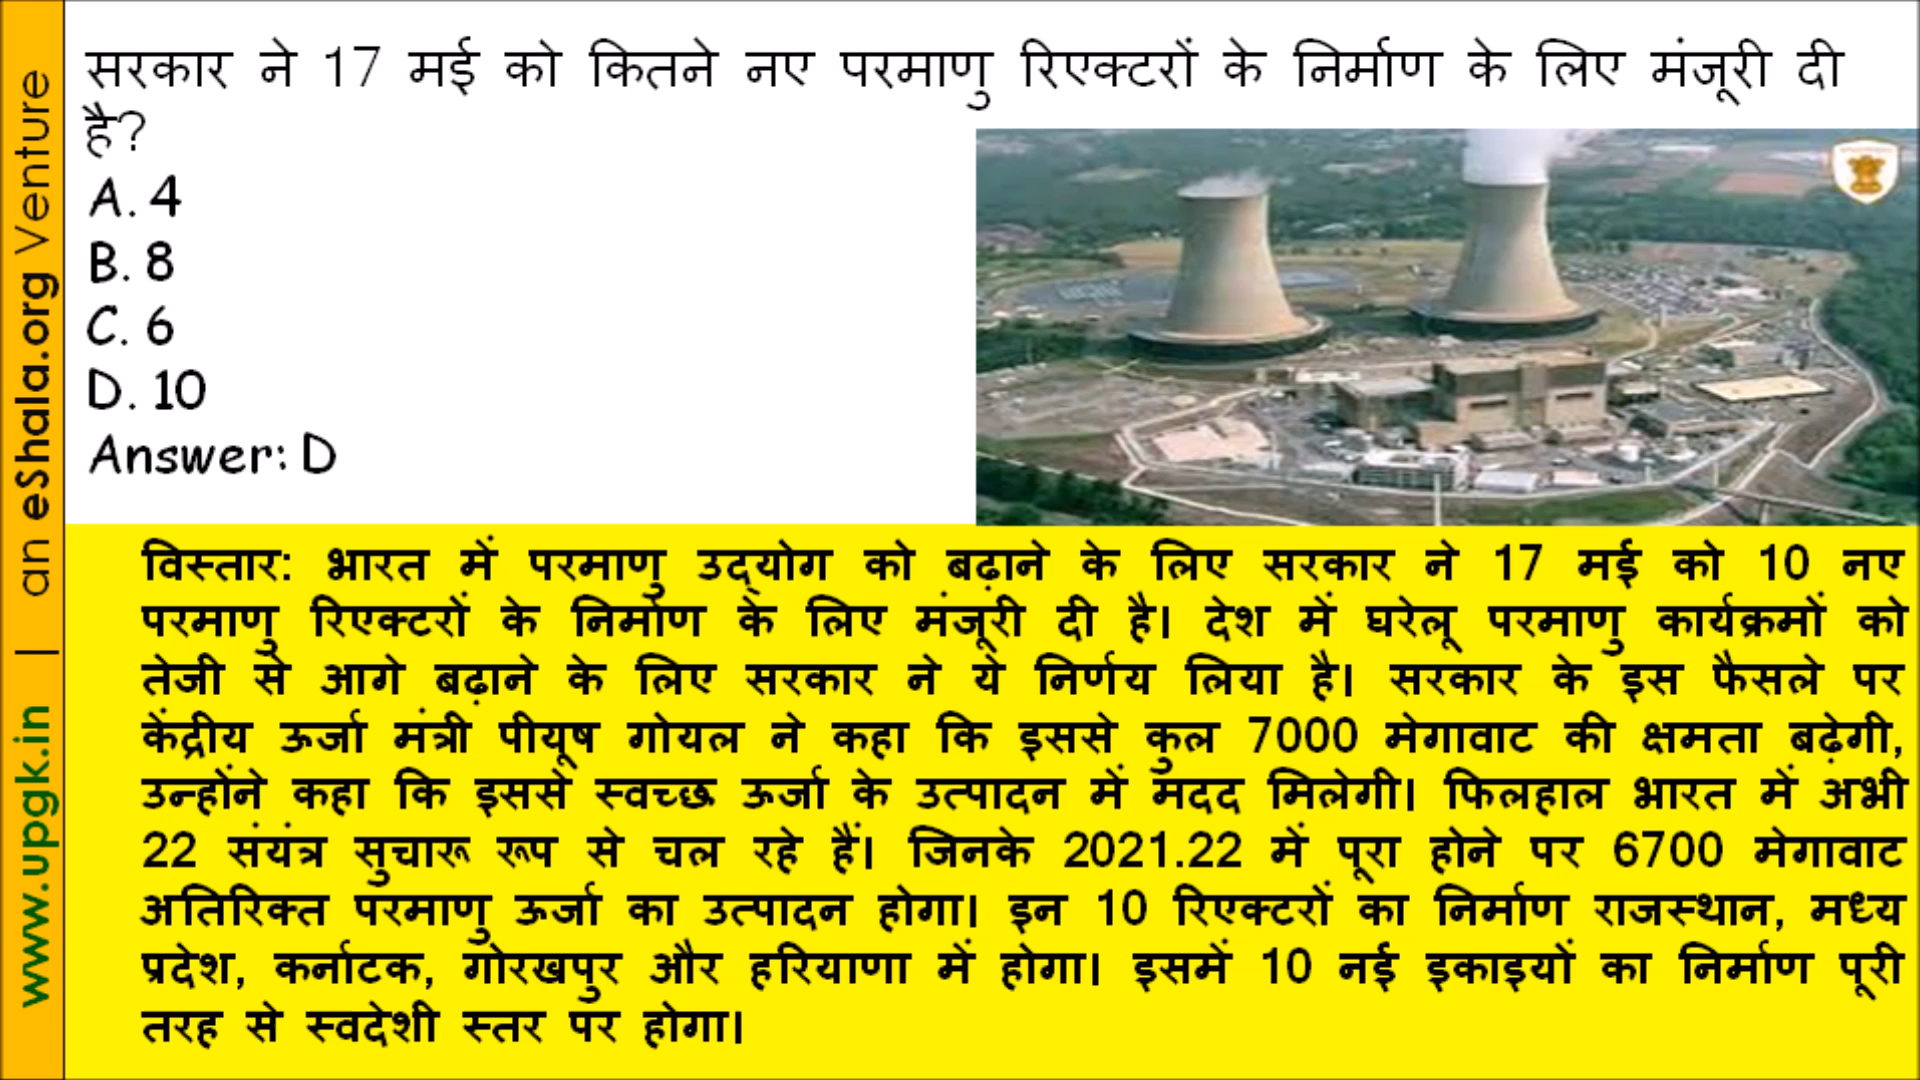 सरकार ने 17 मई को कितने नए परमाणु रिएक्टरों के निर्माण के लिए मंजूरी दी
है?
A. 4
B. 8
C. 6
D. 10
Answer: D
विस्तार: भारत में परमाणु उद्योग को बढ़ाने के लिए सरकार ने 17 मई को 10 नए
परमाणु रिएक्टरों के निर्माण के लिए मंजूरी दी है। देश में घरेलू परमाणु कार्यक्रमों को
तेजी से आगे बढ़ाने के लिए सरकार ने ये निर्णय लिया है। सरकार के इस फैसले पर
केंद्रीय ऊर्जा मंत्री पीयूष गोयल ने कहा कि इससे कुल 7000 मेगावाट की क्षमता बढ़ेगी,
उन्होंने कहा कि इससे स्वच्छ ऊर्जा के उत्पादन में मदद मिलेगी। फिलहाल भारत में अभी
22 संयंत्र सुचारू रूप से चल रहे हैं। जिनके 2021.22 में पूरा होने पर 6700 मेगावाट
अतिरिक्त परमाणु ऊर्जा का उत्पादन होगा। इन 10 रिएक्टरों का निर्माण राजस्थान, मध्य
प्रदेश, कर्नाटक, गोरखपुर और हरियाणा में होगा। इसमें 10 नई इकाइयों का निर्माण पूरी
तरह से स्वदेशी स्तर पर होगा।
www.upgk.in | an eShala.org Venture